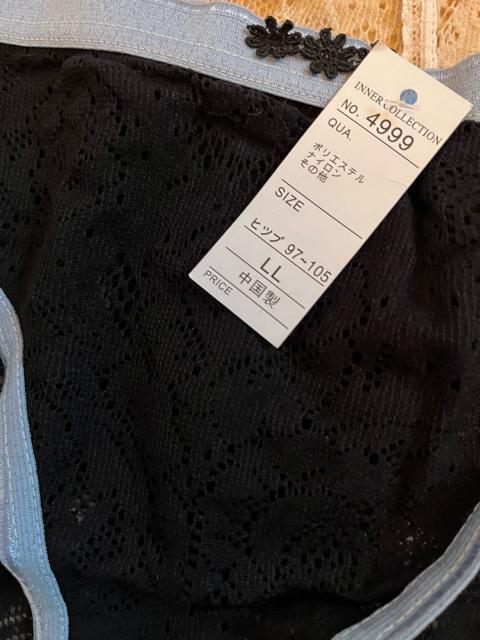 INNER COLLECTION
NO. 4999
QUA.
ポリエステル
ナイロン
その他
SIZE
ヒップ 97~105
LL
中国製
PRICE